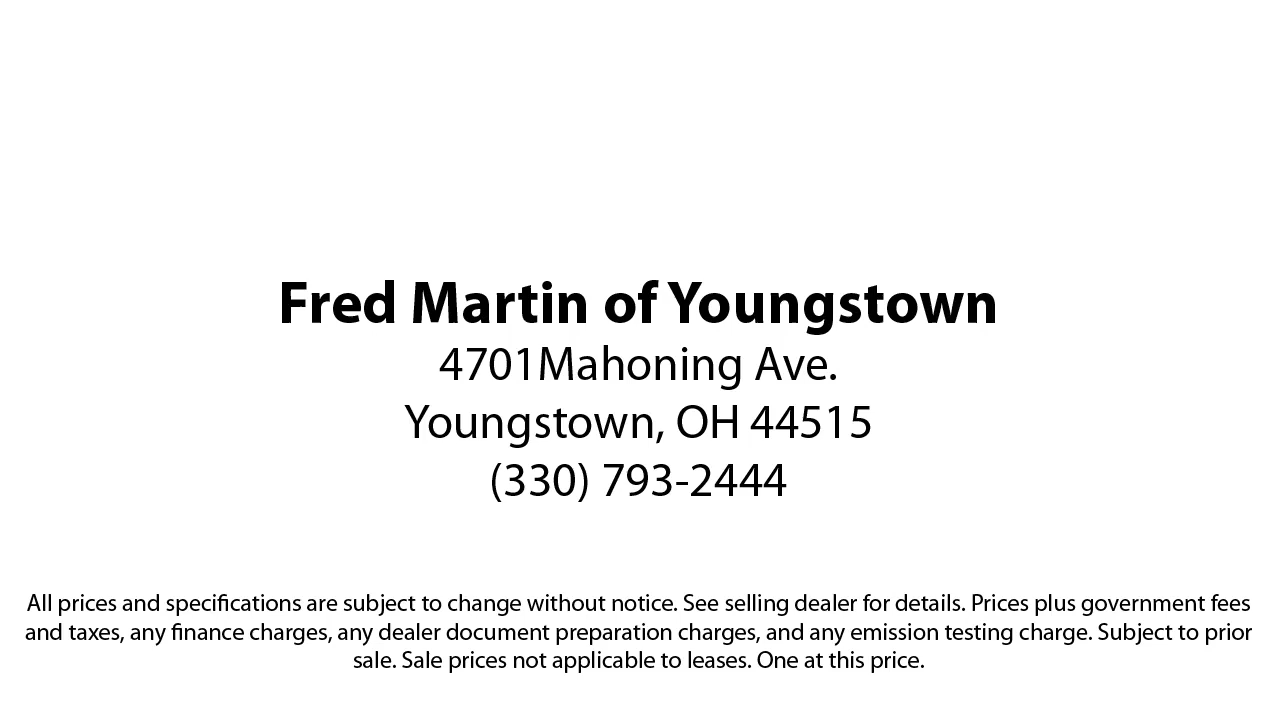 Fred Martin of Youngstown
4701Mahoning Ave.
Youngstown, OH 44515
(330) 793-2444
All prices and specifications are subject to change without notice. See selling dealer for details. Prices plus government fees
and taxes, any finance charges, any dealer document preparation charges, and any emission testing charge. Subject to prior
sale. Sale prices not applicable to leases. One at this price.